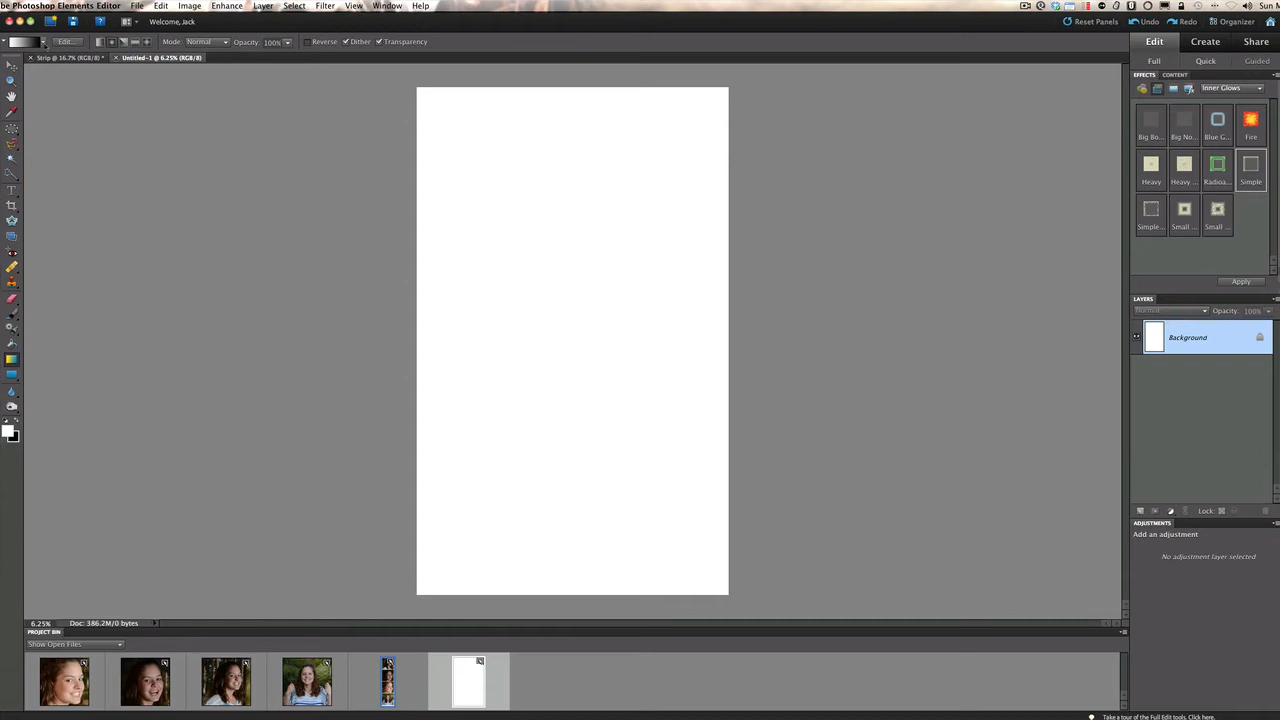 be Photoshop Elements Editor File Edit Image Enhance Layer Select Filter View Window Help
Welcome, Jack Reset Panels Undo Redo Organizer
Edit... Mode: Normal Opacity: 100% Reverse Dither Transparency
Edit Create Share
Strip @ 16.7% (RGB/8) * Untitled-1 @ 6.25% (RGB/8)
Full Quick Guided
EFFECTS CONTENT
Inner Glows
Big Bo... Big No... Blue G... Fire
Heavy Heavy ... Radioa... Simple
Simple... Small ... Small ...
Apply
LAYERS
Normal Opacity: 100%
Background
Lock:
ADJUSTMENTS
Add an adjustment
No adjustment layer selected
6.25% Doc: 386.2M/0 bytes
PROJECT BIN
Show Open Files
Take a tour of the Full Edit tools. Click here.